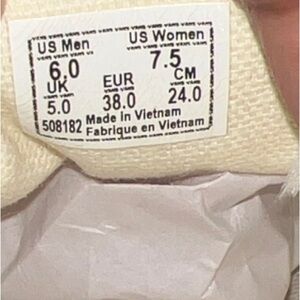 US Men US Women
6.0 7.5
UK EUR CM
5.0 38.0 24.0
Made in Vietnam
508182 Fabrique en Vietnam